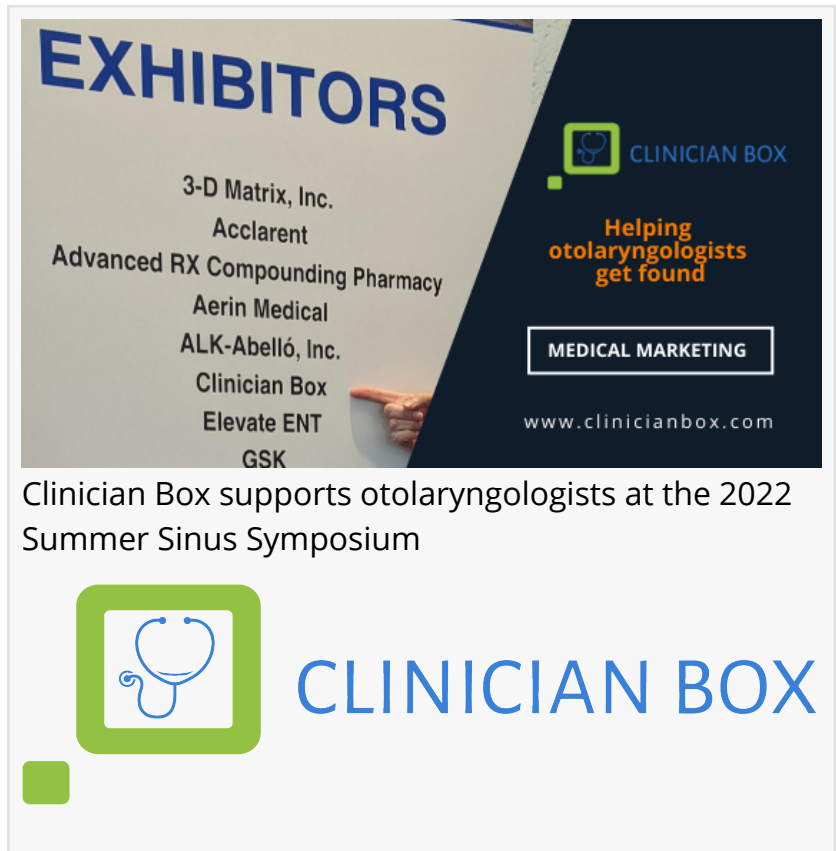 EXHIBITORS
3-D Matrix, Inc.
Acclarent
Advanced RX Compounding Pharmacy
Aerin Medical
ALK-Abelló, Inc.
Clinician Box
Elevate ENT
GSK
CLINICIAN BOX
Helping
otolaryngologists
get found
MEDICAL MARKETING
www.clinicianbox.com
Clinician Box supports otolaryngologists at the 2022
Summer Sinus Symposium
CLINICIAN BOX